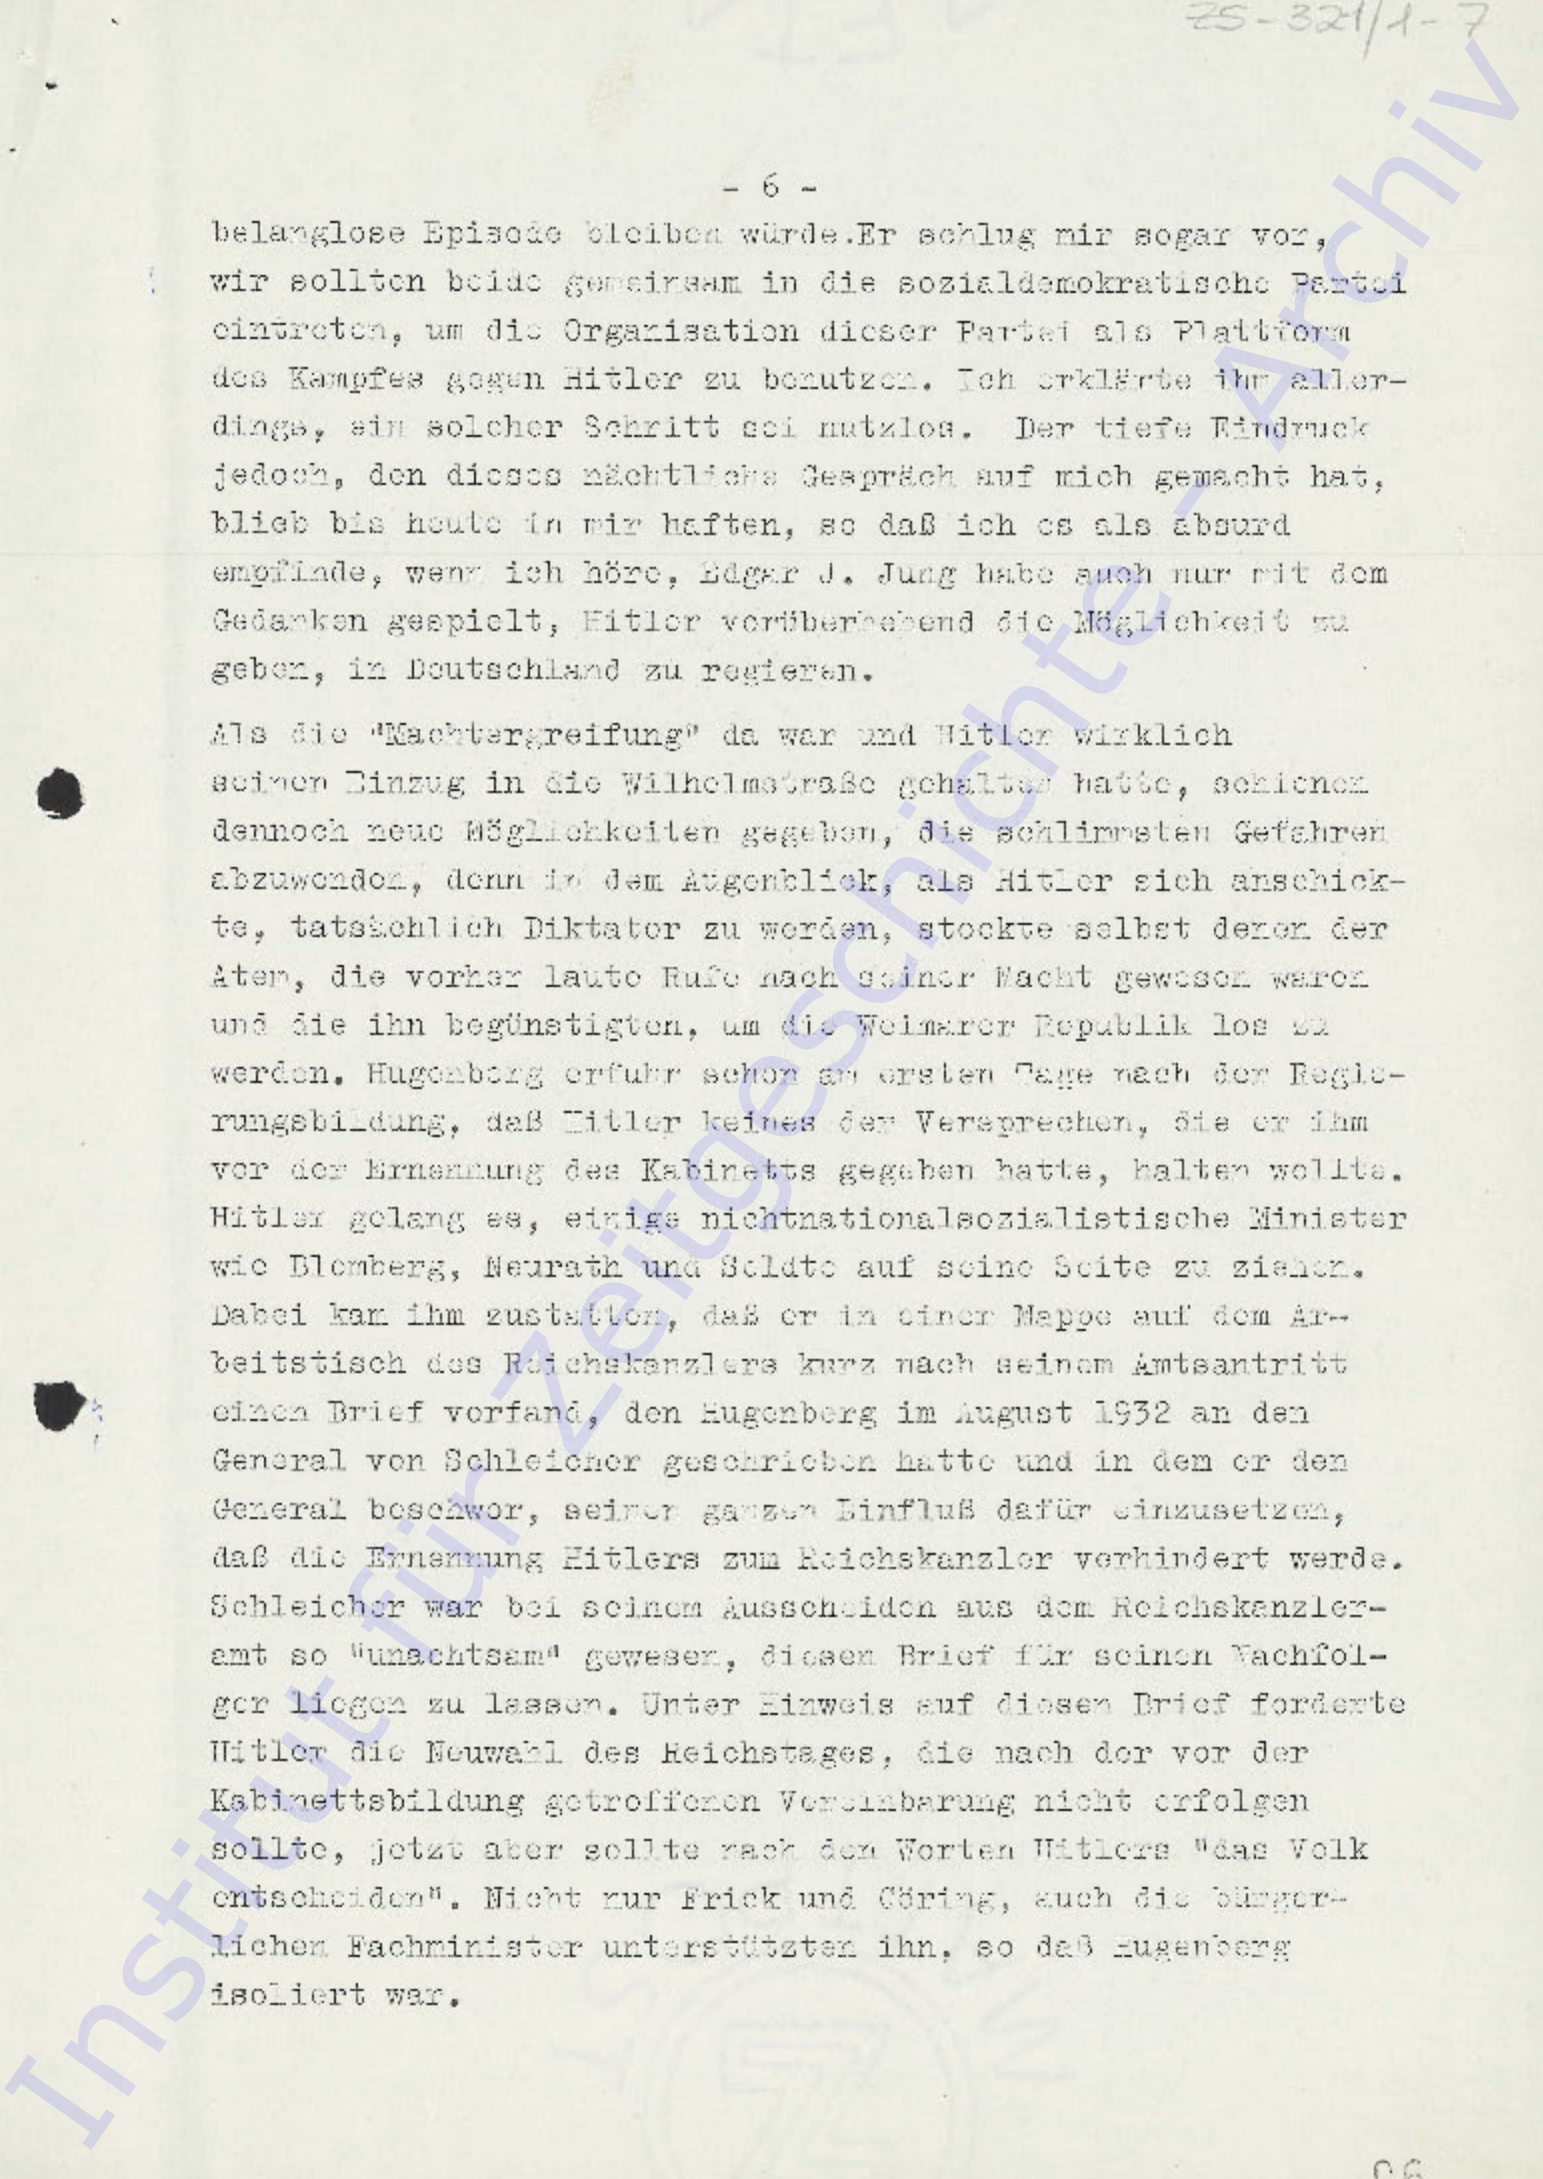 ZS-321/1-7
- 6 -
belanglose Episode bleiben würde.Er schlug mir sogar vor,
wir sollten beide gemeinsam in die sozialdemokratische Partei
eintreten, um die Organisation dieser Partei als Plattform
des Kampfes gegen Hitler zu benutzen. Ich erklärte ihm aller-
dings, ein solcher Schritt sei nutzlos. Der tiefe Eindruck
jedoch, den dieses nächtliche Gespräch auf mich gemacht hat,
blieb bis heute in mir haften, so daß ich es als absurd
empfinde, wenn ich höre, Edgar J. Jung habe auch nur mit dem
Gedanken gespielt, Hitler vorübergehend die Möglichkeit zu
geben, in Deutschland zu regieren.
Als die "Machtergreifung" da war und Hitler wirklich
seinen Einzug in die Wilhelmstraße gehalten hatte, schienen
dennoch neue Möglichkeiten gegeben, die schlimmsten Gefahren
abzuwenden, denn in dem Augenblick, als Hitler sich anschick-
te, tatsächlich Diktator zu werden, stockte selbst denen der
Atem, die vorher laute Rufe nach seiner Macht gewesen waren
und die ihn begünstigten, um die Weimarer Republik los zu
werden. Hugenberg erfuhr schon am ersten Tage nach der Regie-
rungsbildung, daß Hitler keines der Versprechen, die er ihm
vor der Ernennung des Kabinetts gegeben hatte, halten wollte.
Hitler gelang es, einige nichtnationalsozialistische Minister
wie Blomberg, Neurath und Seldte auf seine Seite zu ziehen.
Dabei kam ihm zustatten, daß er in einer Mappe auf dem Ar-
beitstisch des Reichskanzlers kurz nach seinem Amtsantritt
einen Brief vorfand, den Hugenberg im August 1932 an den
General von Schleicher geschrieben hatte und in dem er den
General beschwor, seinen ganzen Einfluß dafür einzusetzen,
daß die Ernennung Hitlers zum Reichskanzler verhindert werde.
Schleicher war bei seinem Ausscheiden aus dem Reichskanzler-
amt so "unachtsam" gewesen, diesen Brief für seinen Nachfol-
ger liegen zu lassen. Unter Hinweis auf diesen Brief forderte
Hitler die Neuwahl des Reichstages, die nach der vor der
Kabinettsbildung getroffenen Vereinbarung nicht erfolgen
sollte, jetzt aber sollte nach den Worten Hitlers "das Volk
entscheiden". Nicht nur Frick und Göring, auch die bürger-
lichen Fachminister unterstützten ihn, so daß Hugenberg
isoliert war.
Institut für Zeitgeschichte - Archiv